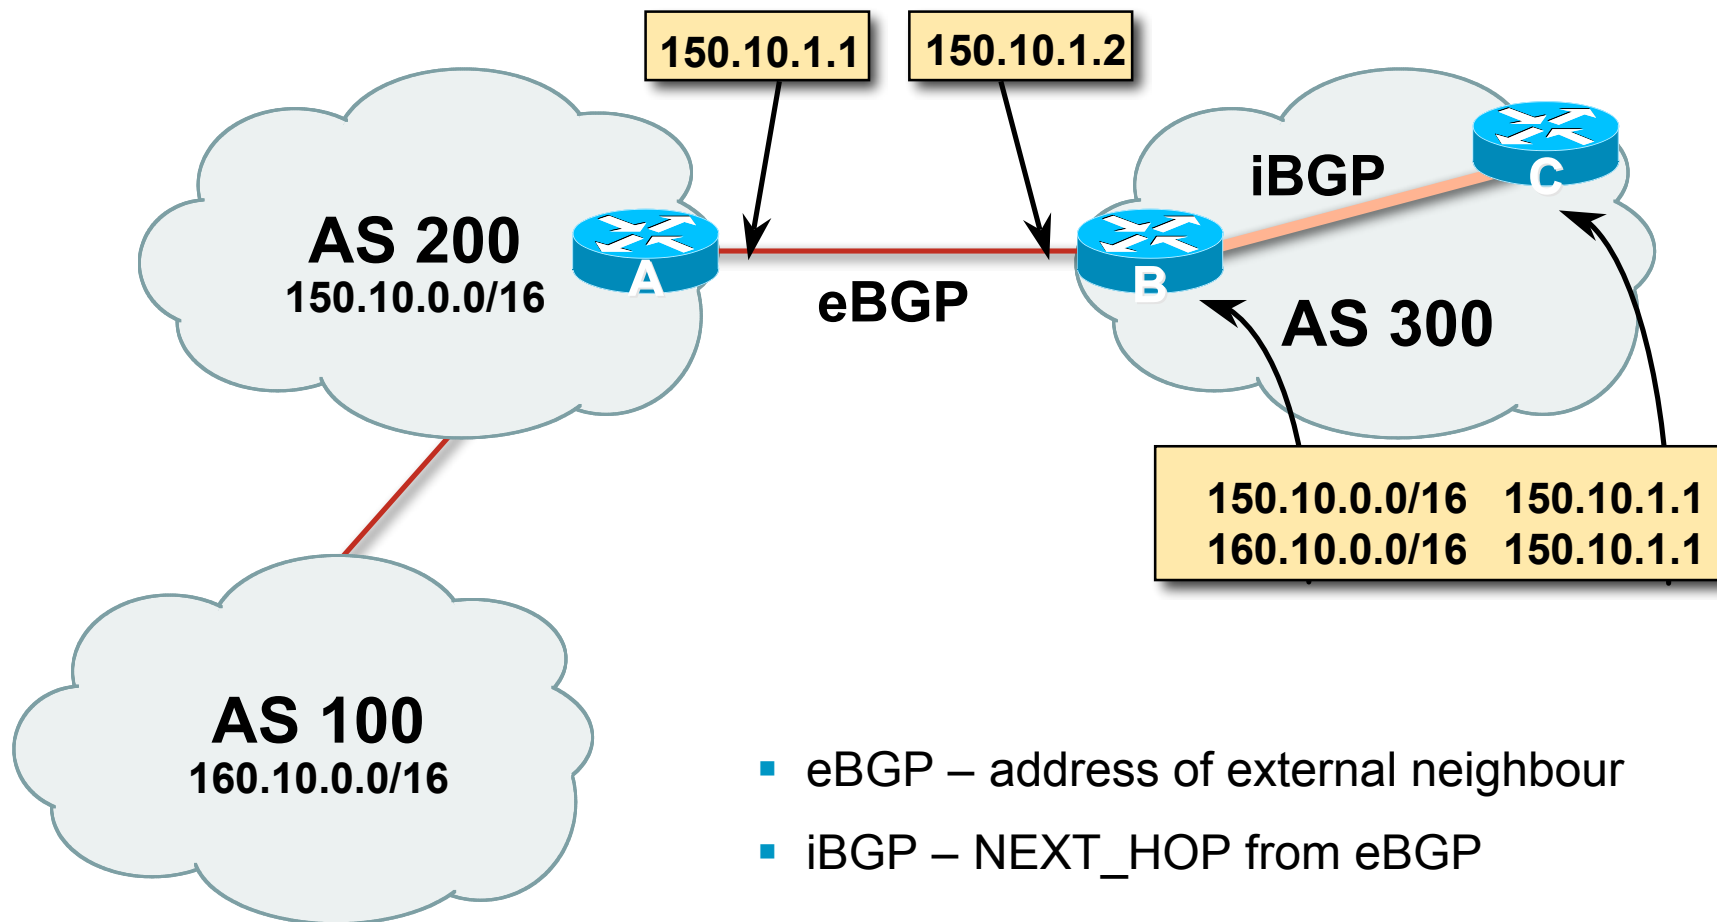 150.10.1.1
150.10.1.2
iBGP
C
AS 200
150.10.0.0/16
A
B
eBGP
AS 300
150.10.0.0/16 150.10.1.1
160.10.0.0/16 150.10.1.1
AS 100
160.10.0.0/16
▪ eBGP – address of external neighbour
▪ iBGP – NEXT_HOP from eBGP